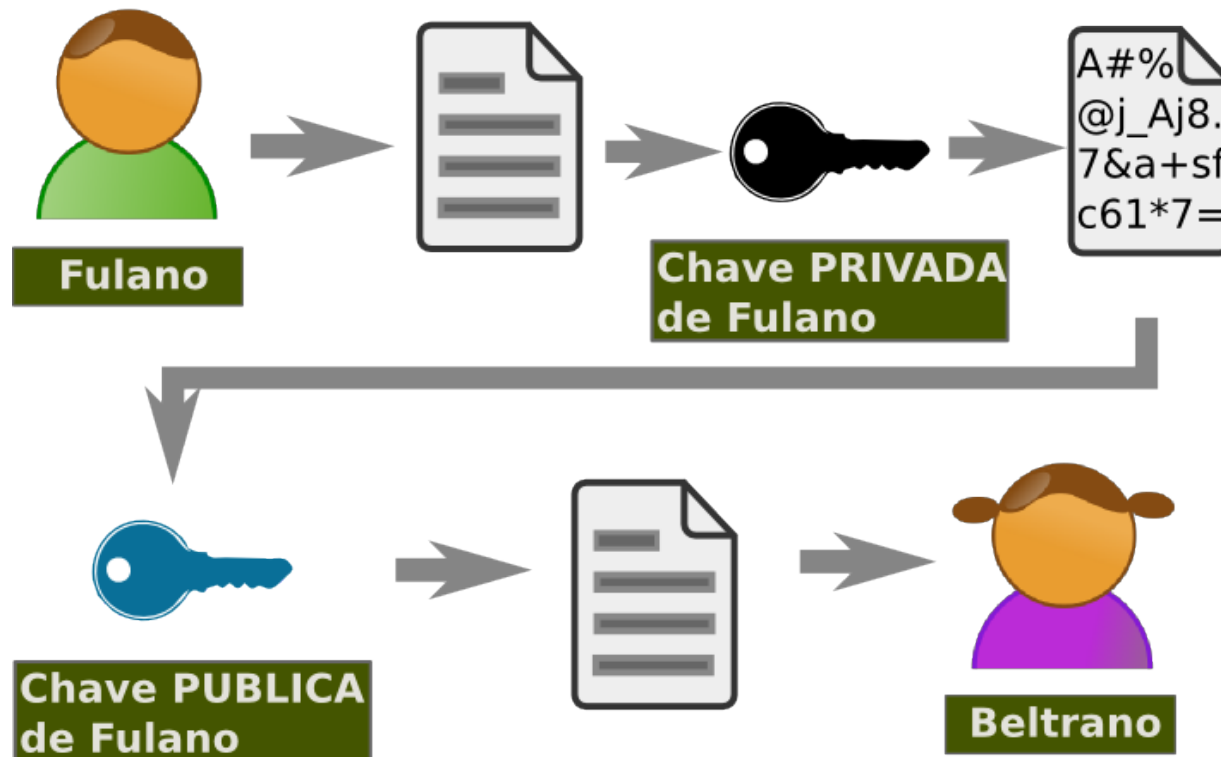 A#%
@j_Aj8.
7&a+sf
c61*7=
Fulano
Chave PRIVADA
de Fulano
Chave PUBLICA
de Fulano
Beltrano